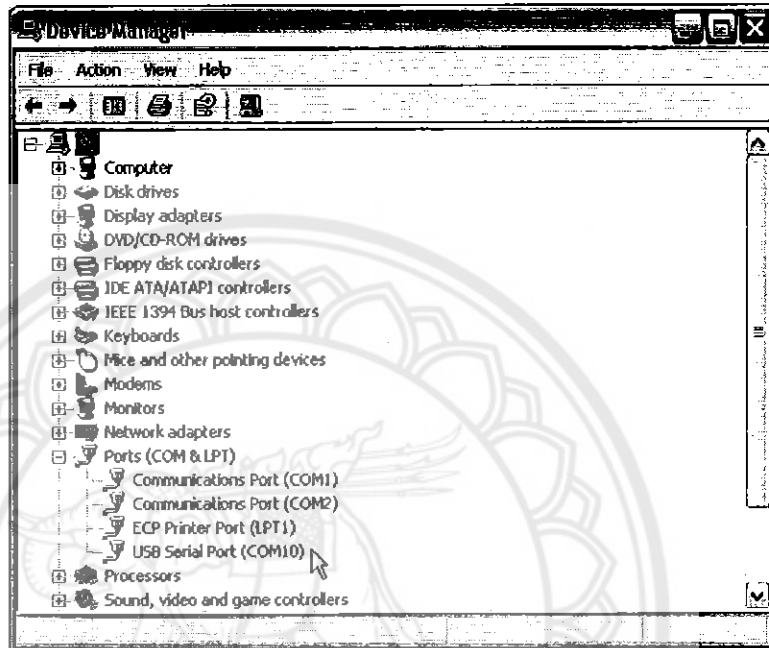 Device Manager
File Action View Help
Computer
Disk drives
Display adapters
DVD/CD-ROM drives
Floppy disk controllers
IDE ATA/ATAPI controllers
IEEE 1394 Bus host controllers
Keyboards
Mice and other pointing devices
Modems
Monitors
Network adapters
Ports (COM & LPT)
Communications Port (COM1)
Communications Port (COM2)
ECP Printer Port (LPT1)
USB Serial Port (COM10)
Processors
Sound, video and game controllers